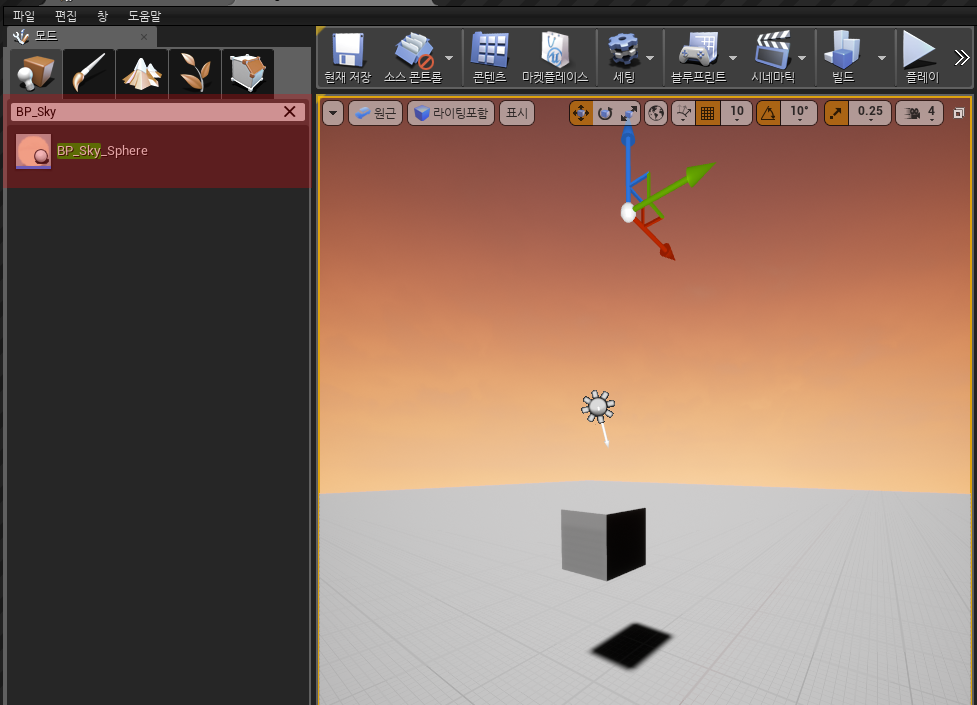 파일 편집 창 도움말
모드
현재 저장 소스 콘트롤 콘텐츠 마켓플레이스 세팅 블루프린트 시네마틱 빌드 플레이
BP_Sky
원근 라이팅포함 표시 10 10° 0.25 4
BP_Sky_Sphere